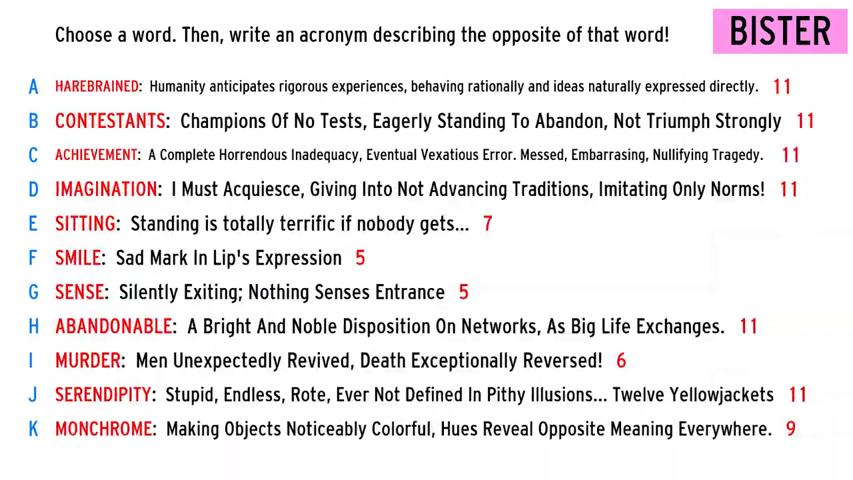 Choose a word. Then, write an acronym describing the opposite of that word!
BISTER
A HAREBRAINED: Humanity anticipates rigorous experiences, behaving rationally and ideas naturally expressed directly. 11
B CONTESTANTS: Champions Of No Tests, Eagerly Standing To Abandon, Not Triumph Strongly 11
C ACHIEVEMENT: A Complete Horrendous Inadequacy, Eventual Vexatious Error. Messed, Embarrasing, Nullifying Tragedy. 11
D IMAGINATION: I Must Acquiesce, Giving Into Not Advancing Traditions, Imitating Only Norms! 11
E SITTING: Standing is totally terrific if nobody gets... 7
F SMILE: Sad Mark In Lip's Expression 5
G SENSE: Silently Exiting; Nothing Senses Entrance 5
H ABANDONABLE: A Bright And Noble Disposition On Networks, As Big Life Exchanges. 11
I MURDER: Men Unexpectedly Revived, Death Exceptionally Reversed! 6
J SERENDIPITY: Stupid, Endless, Rote, Ever Not Defined In Pithy Illusions... Twelve Yellowjackets 11
K MONCHROME: Making Objects Noticeably Colorful, Hues Reveal Opposite Meaning Everywhere. 9